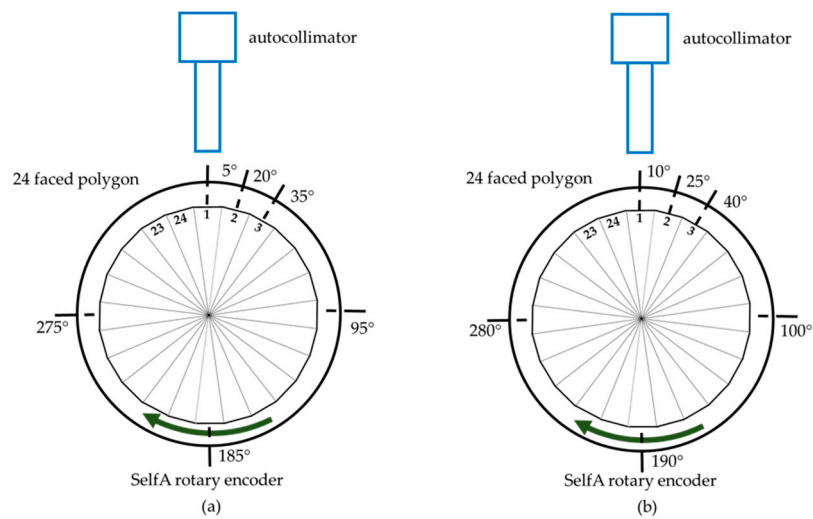 autocollimator
24 faced polygon
5°
20°
35°
23
24
1
2
3
275°
95°
185°
SelfA rotary encoder
(a)
autocollimator
24 faced polygon
10°
25°
40°
23
24
1
2
3
280°
100°
190°
SelfA rotary encoder
(b)